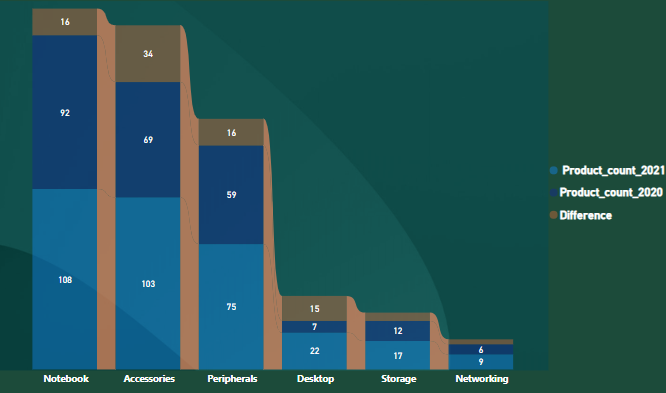 16
34
92
69
16
59
108
103
75
15
7
22
12
17
6
9
Notebook
Accessories
Peripherals
Desktop
Storage
Networking
Product_count_2021
Product_count_2020
Difference